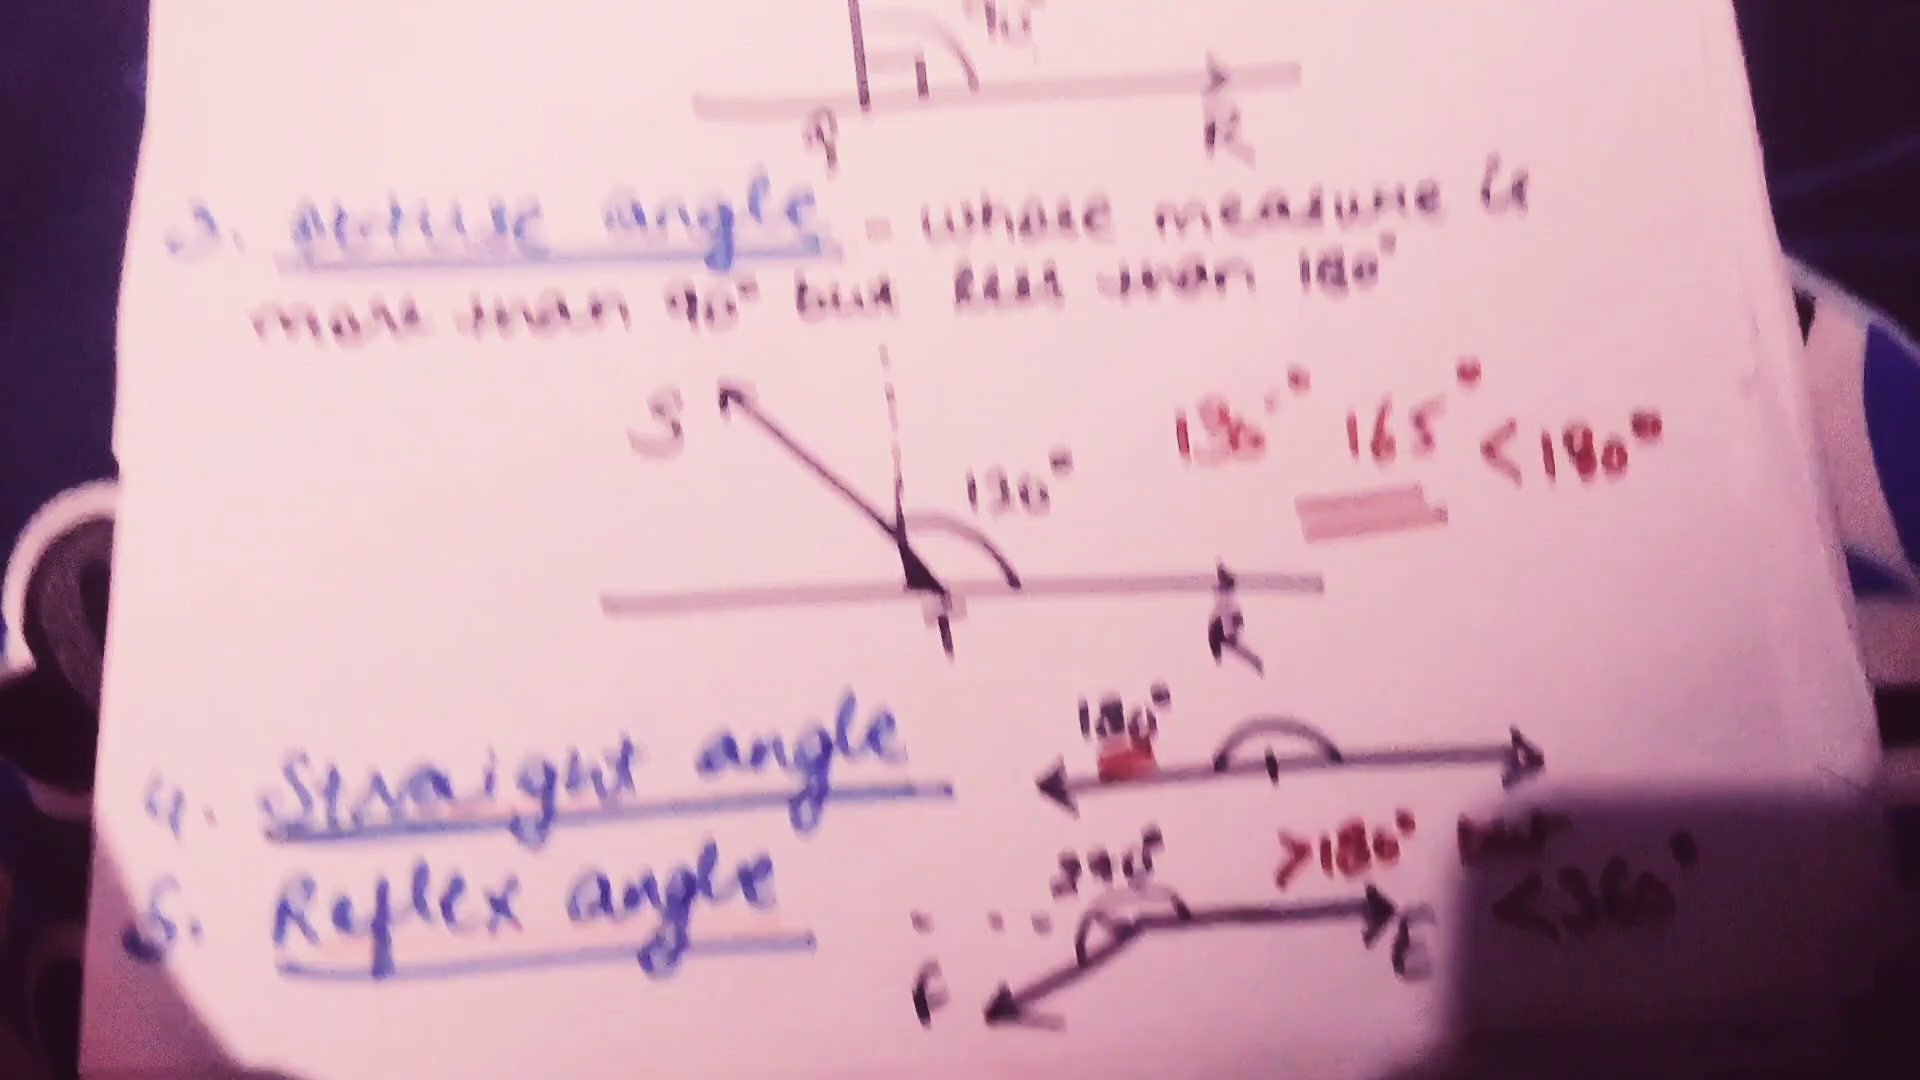 90°
P R
3. Obtuse angle - whose measure is
more than 90° but less than 180°
S 130° 130° 165° < 180°
R
4. Straight angle 180°
5. Reflex angle >180° but
<360°
F E